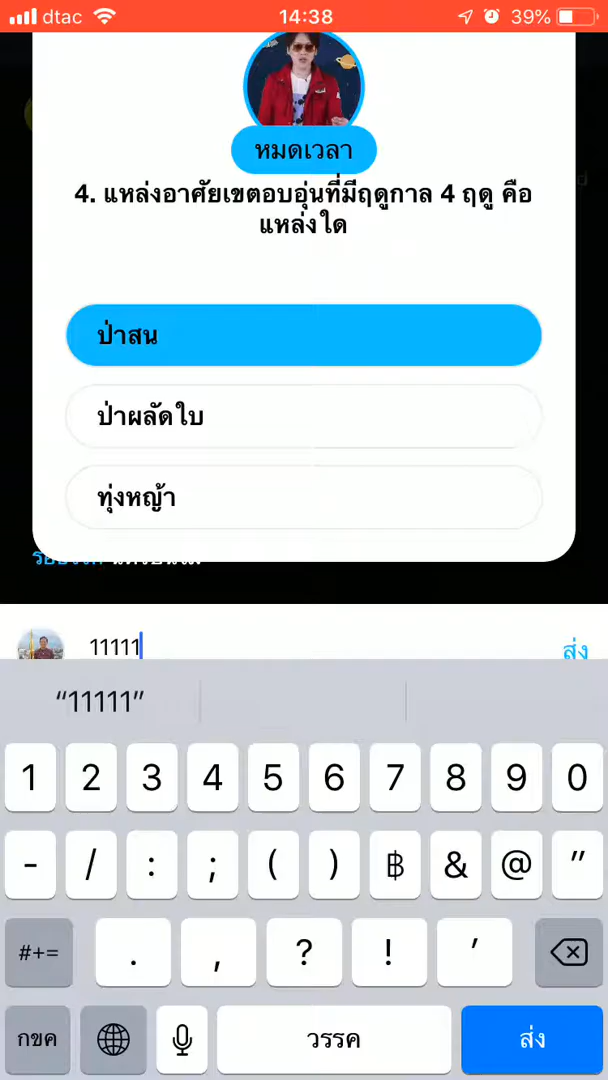 dtac 14:38 39%
หมดเวลา
4. แหล่งอาศัยเขตอบอุ่นที่มีฤดูกาล 4 ฤดู คือ
แหล่งใด
ป่าสน
ป่าผลัดใบ
ทุ่งหญ้า
11111 ส่ง
“11111”
1 2 3 4 5 6 7 8 9 0
- / : ; ( ) ฿ & @ ”
#+= . , ? ! ’
กขค วรรค ส่ง